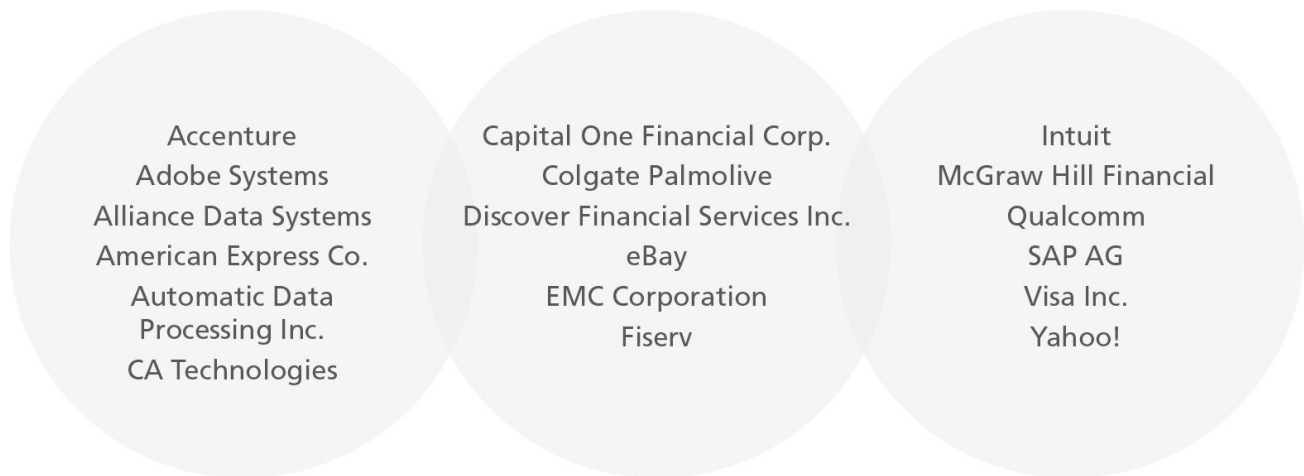 Accenture
Adobe Systems
Alliance Data Systems
American Express Co.
Automatic Data
Processing Inc.
CA Technologies
Capital One Financial Corp.
Colgate Palmolive
Discover Financial Services Inc.
eBay
EMC Corporation
Fiserv
Intuit
McGraw Hill Financial
Qualcomm
SAP AG
Visa Inc.
Yahoo!